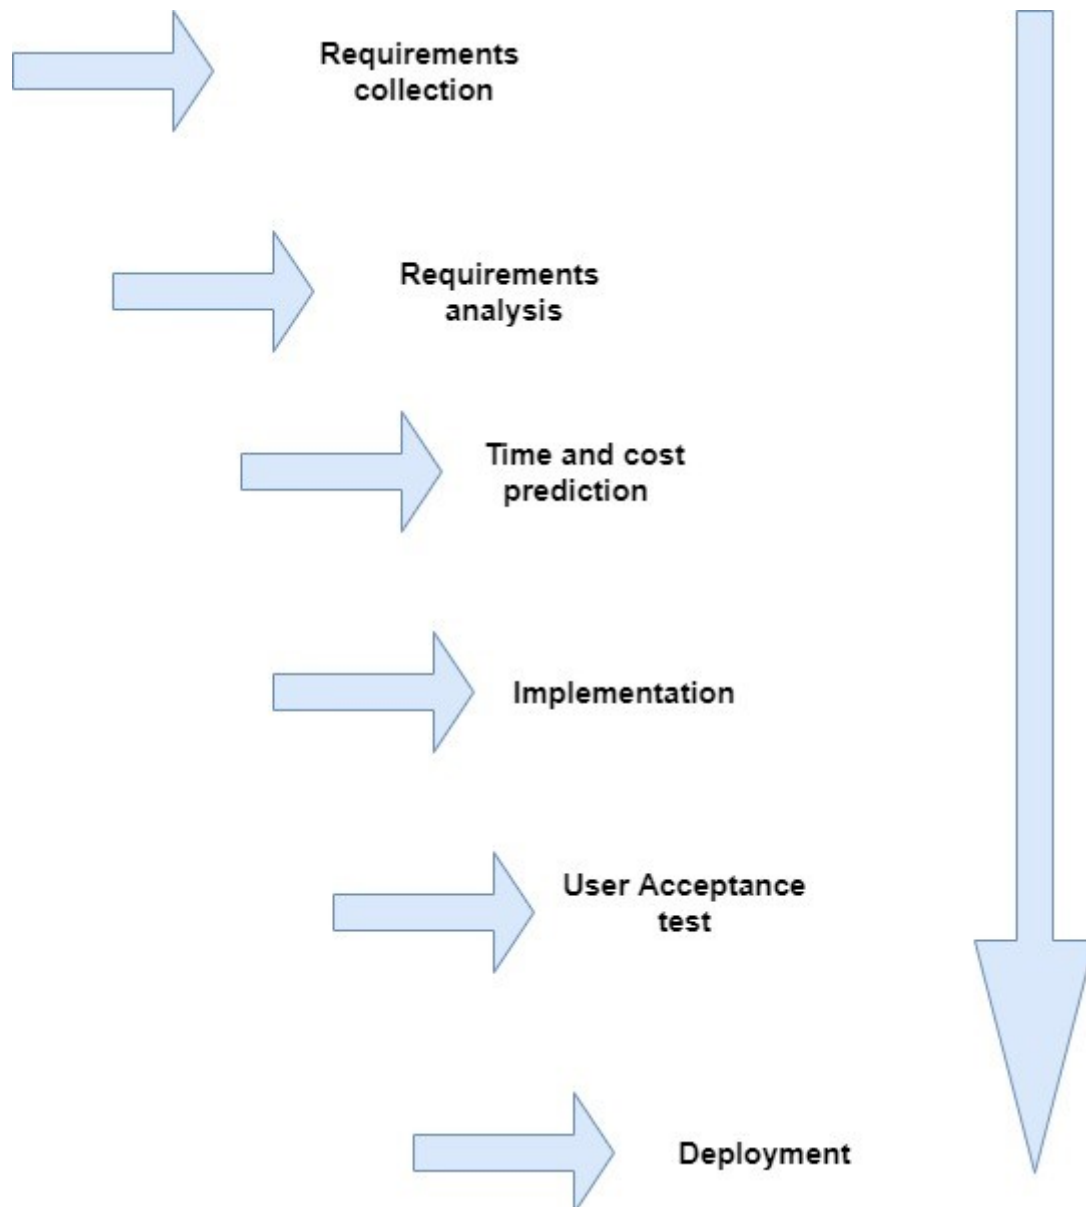 Requirements
collection
Requirements
analysis
Time and cost
prediction
Implementation
User Acceptance
test
Deployment